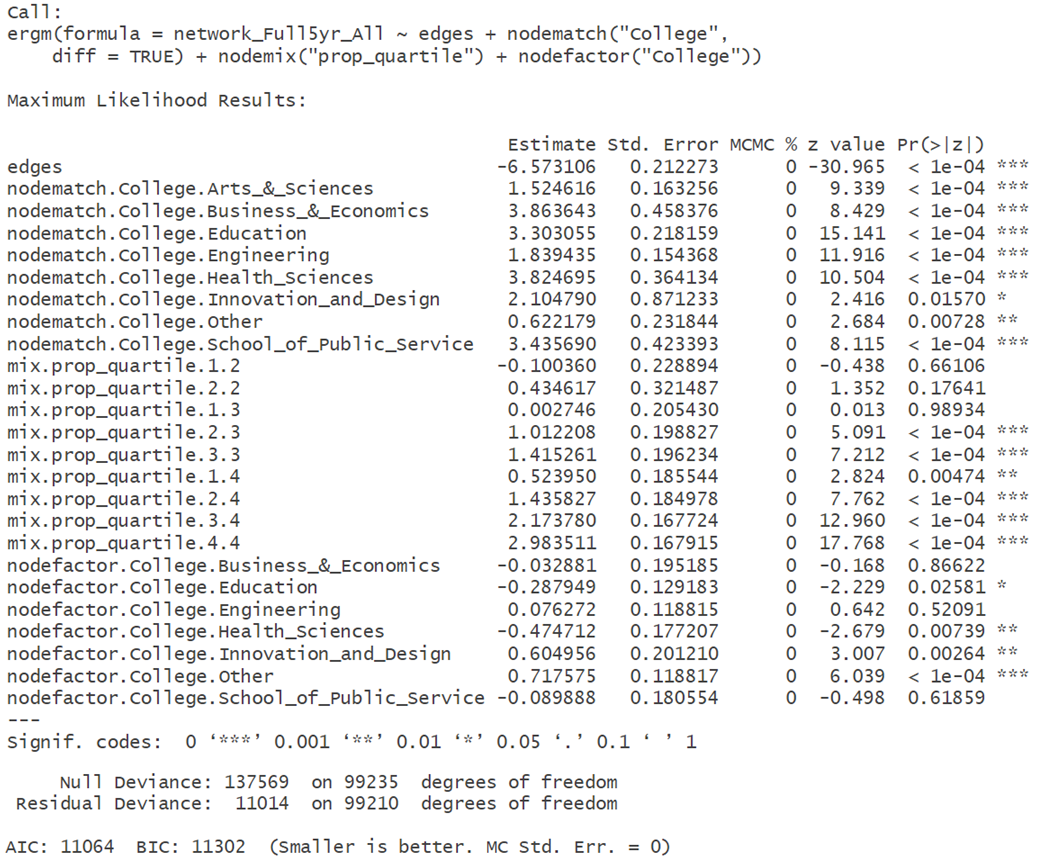 Call:
ergm(formula = network_Full5yr_All ~ edges + nodematch("College",
    diff = TRUE) + nodemix("prop_quartile") + nodefactor("College"))

Maximum Likelihood Results:

Estimate Std. Error MCMC % z value Pr(>|z|)
edges -6.573106 0.212273 0 -30.965 < 1e-04 ***
nodematch.College.Arts_&_Sciences 1.524616 0.163256 0 9.339 < 1e-04 ***
nodematch.College.Business_&_Economics 3.863643 0.458376 0 8.429 < 1e-04 ***
nodematch.College.Education 3.303055 0.218159 0 15.141 < 1e-04 ***
nodematch.College.Engineering 1.839435 0.154368 0 11.916 < 1e-04 ***
nodematch.College.Health_Sciences 3.824695 0.364134 0 10.504 < 1e-04 ***
nodematch.College.Innovation_and_Design 2.104790 0.871233 0 2.416 0.01570 *
nodematch.College.Other 0.622179 0.231844 0 2.684 0.00728 **
nodematch.College.School_of_Public_Service 3.435690 0.423393 0 8.115 < 1e-04 ***
mix.prop_quartile.1.2 -0.100360 0.228894 0 -0.438 0.66106
mix.prop_quartile.2.2 0.434617 0.321487 0 1.352 0.17641
mix.prop_quartile.1.3 0.002746 0.205430 0 0.013 0.98934
mix.prop_quartile.2.3 1.012208 0.198827 0 5.091 < 1e-04 ***
mix.prop_quartile.3.3 1.415261 0.196234 0 7.212 < 1e-04 ***
mix.prop_quartile.1.4 0.523950 0.185544 0 2.824 0.00474 **
mix.prop_quartile.2.4 1.435827 0.184978 0 7.762 < 1e-04 ***
mix.prop_quartile.3.4 2.173780 0.167724 0 12.960 < 1e-04 ***
mix.prop_quartile.4.4 2.983511 0.167915 0 17.768 < 1e-04 ***
nodefactor.College.Business_&_Economics -0.032881 0.195185 0 -0.168 0.86622
nodefactor.College.Education -0.287949 0.129183 0 -2.229 0.02581 *
nodefactor.College.Engineering 0.076272 0.118815 0 0.642 0.52091
nodefactor.College.Health_Sciences -0.474712 0.177207 0 -2.679 0.00739 **
nodefactor.College.Innovation_and_Design 0.604956 0.201210 0 3.007 0.00264 **
nodefactor.College.Other 0.717575 0.118817 0 6.039 < 1e-04 ***
nodefactor.College.School_of_Public_Service -0.089888 0.180554 0 -0.498 0.61859
---
Signif. codes:  0 ‘***’ 0.001 ‘**’ 0.01 ‘*’ 0.05 ‘.’ 0.1 ‘ ’ 1

Null Deviance: 137569  on 99235  degrees of freedom
Residual Deviance:  11014  on 99210  degrees of freedom

AIC: 11064  BIC: 11302  (Smaller is better. MC Std. Err. = 0)